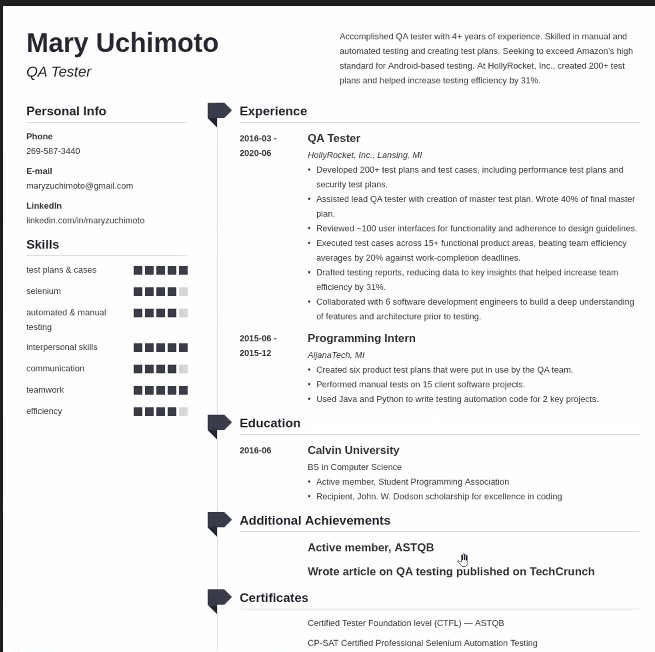 Mary Uchimoto
QA Tester
Accomplished QA tester with 4+ years of experience. Skilled in manual and
automated testing and creating test plans. Seeking to exceed Amazon's high
standard for Android-based testing. At HollyRocket, Inc., created 200+ test
plans and helped increase testing efficiency by 31%.
Personal Info
Phone
269-587-3440
E-mail
maryzuchimoto@gmail.com
LinkedIn
linkedin.com/in/maryzuchimoto
Skills
test plans & cases
selenium
automated & manual
testing
interpersonal skills
communication
teamwork
efficiency
Experience
2016-03 -
2020-06
QA Tester
HollyRocket, Inc., Lansing, MI
• Developed 200+ test plans and test cases, including performance test plans and
security test plans.
• Assisted lead QA tester with creation of master test plan. Wrote 40% of final master
plan.
• Reviewed ~100 user interfaces for functionality and adherence to design guidelines.
• Executed test cases across 15+ functional product areas, beating team efficiency
averages by 20% against work-completion deadlines.
• Drafted testing reports, reducing data to key insights that helped increase team
efficiency by 31%.
• Collaborated with 6 software development engineers to build a deep understanding
of features and architecture prior to testing.
2015-06 -
2015-12
Programming Intern
AljanaTech, MI
• Created six product test plans that were put in use by the QA team.
• Performed manual tests on 15 client software projects.
• Used Java and Python to write testing automation code for 2 key projects.
Education
2016-06
Calvin University
BS in Computer Science
• Active member, Student Programming Association
• Recipient, John. W. Dodson scholarship for excellence in coding
Additional Achievements
Active member, ASTQB
Wrote article on QA testing published on TechCrunch
Certificates
Certified Tester Foundation level (CTFL) — ASTQB
CP-SAT Certified Professional Selenium Automation Testing